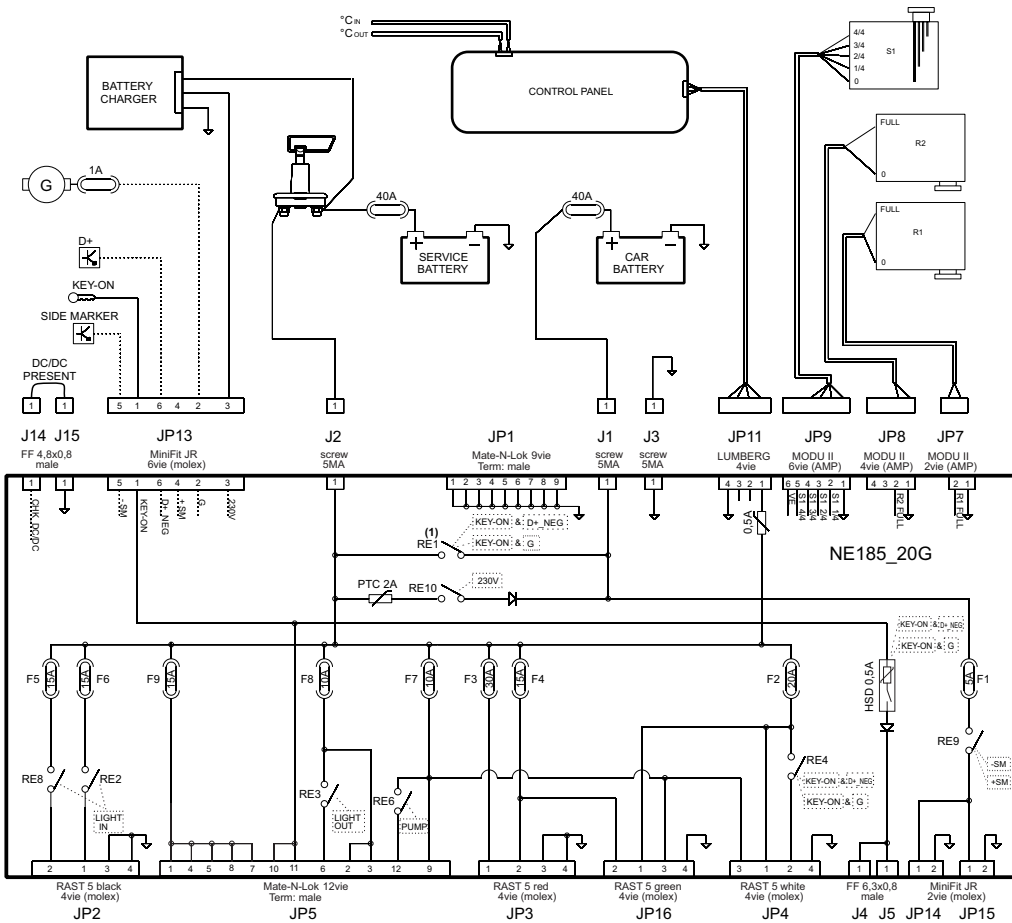 °C IN
°C OUT
BATTERY
CHARGER
CONTROL PANEL
4/4
3/4
2/4
1/4
0
S1
FULL
R2
0
FULL
R1
0
G
1A
D+
KEY-ON
SIDE MARKER
DC/DC
PRESENT
40A
+ −
SERVICE
BATTERY
40A
+ −
CAR
BATTERY
1 1 5 1 6 4 2 3 1 1 1
J14 J15 JP13 J2 JP1 J1 J3 JP11 JP9 JP8 JP7
FF 4,8x0,8
male
MiniFit JR
6vie (molex)
screw
5MA
Mate-N-Lok 9vie
Term: male
screw
5MA
screw
5MA
LUMBERG
4vie
MODU II
6vie (AMP)
MODU II
4vie (AMP)
MODU II
2vie (AMP)
1 1 5 1 6 4 2 3 1 1 2 3 4 5 6 7 8 9 1 1 4 3 2 1 6 5 4 3 2 1 4 3 2 1 2 1
CHK_DC/DC
-SM
KEY-ON
D+_NEG
+SM
G
230V
0,5A
VE
S1 4/4
S1 3/4
S1 2/4
S1 1/4
R2 FULL
R1 FULL
NE185_20G
(1)
RE1
KEY-ON & D+_NEG
KEY-ON & G
PTC 2A
RE10
230V
KEY-ON & D+_NEG
KEY-ON & G
HSD 0,5A
F5 15A
15A F6
F9 15A
F8 10A
F7 10A
F3 30A
15A F4
F2 20A
5A F1
RE8
RE2
LIGHT
IN
RE3
LIGHT
OUT
RE6
PUMP
RE4
KEY-ON & D+_NEG
KEY-ON & G
RE9
-SM
+SM
2 1 3 4 1 4 5 8 7 10 11 6 2 3 12 9 1 2 3 4 2 1 3 4 3 1 2 4 1 1 1 2 1 2
RAST 5 black
4vie (molex)
JP2
Mate-N-Lok 12vie
Term: male
JP5
RAST 5 red
4vie (molex)
JP3
RAST 5 green
4vie (molex)
JP16
RAST 5 white
4vie (molex)
JP4
FF 6,3x0,8
male
J4 J5
MiniFit JR
2vie (molex)
JP14 JP15